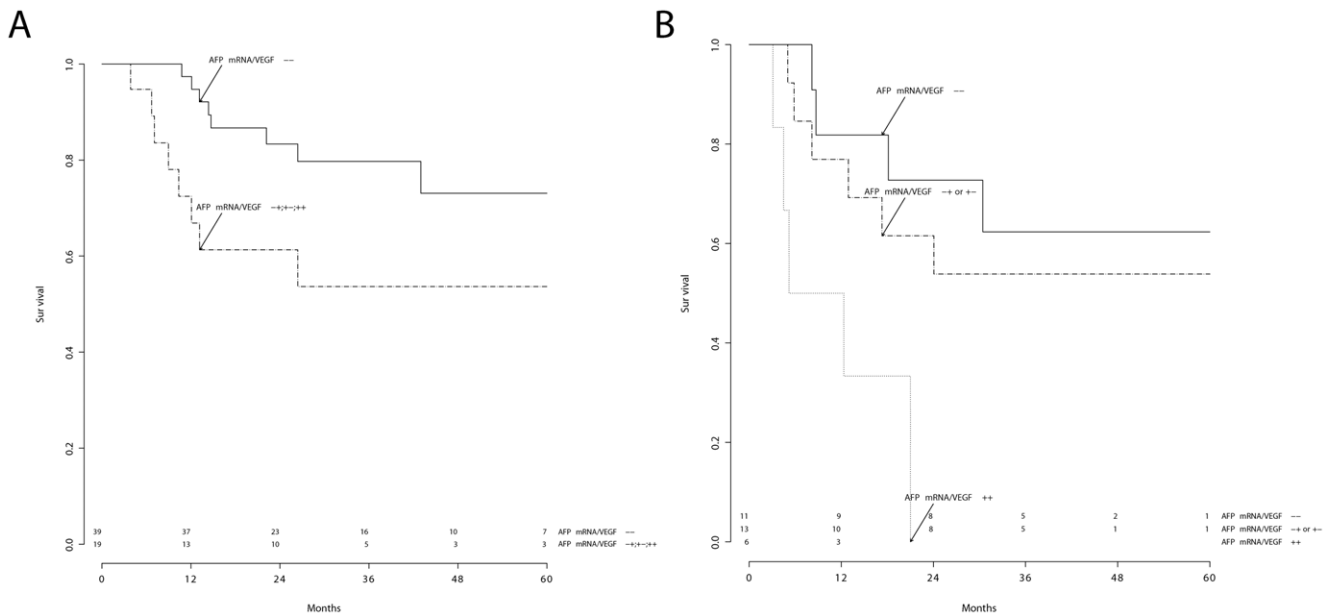 A
AFP mRNA/VEGF −−
AFP mRNA/VEGF −+;+−;++
Sur vival
1.0
0.8
0.6
0.4
0.2
0.0
39 37 23 16 10 7 AFP mRNA/VEGF −−
19 13 10 5 3 3 AFP mRNA/VEGF −+;+−;++
0 12 24 36 48 60
Months
B
AFP mRNA/VEGF −−
AFP mRNA/VEGF −+ or +−
AFP mRNA/VEGF ++
Sur vival
1.0
0.8
0.6
0.4
0.2
0.0
11 9 8 5 2 1 AFP mRNA/VEGF −−
13 10 8 5 1 1 AFP mRNA/VEGF −+ or +−
6 3 AFP mRNA/VEGF ++
0 12 24 36 48 60
Months